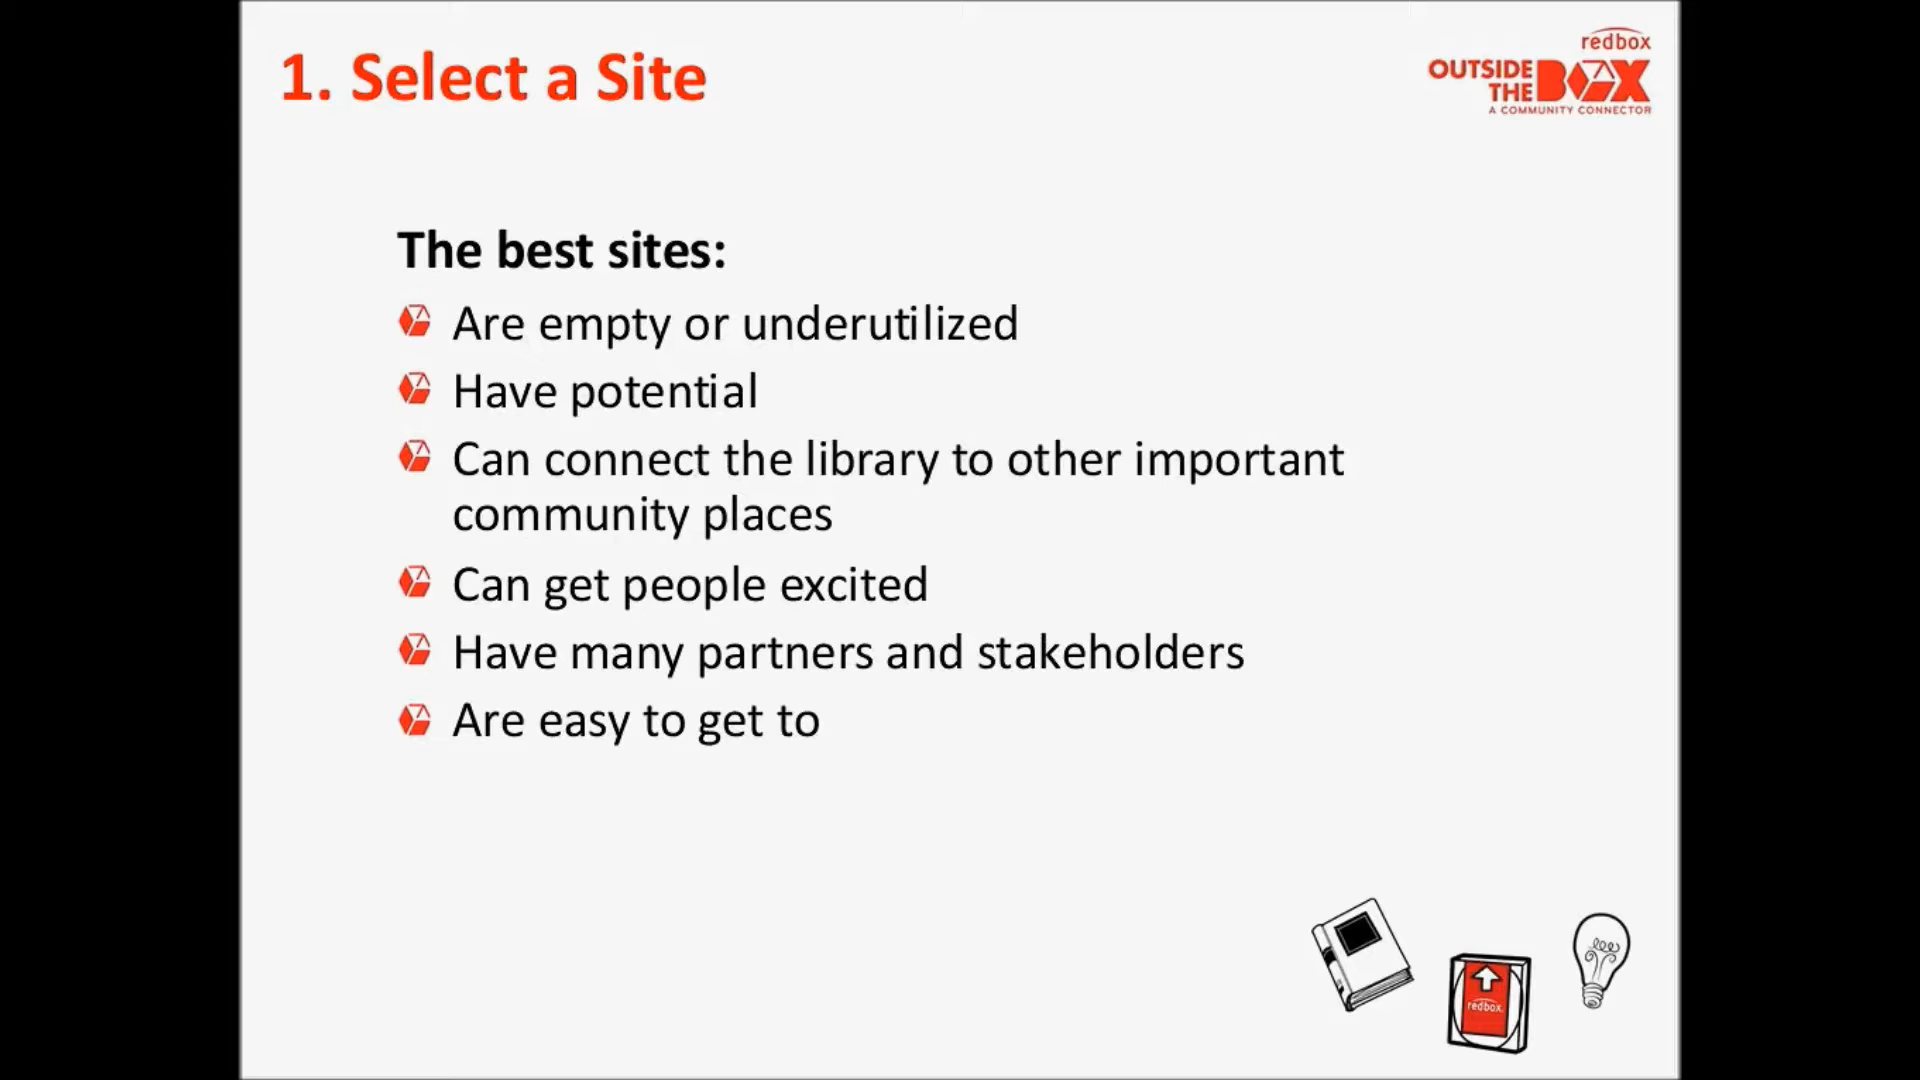 1. Select a Site
redbox
OUTSIDE
THE BOX
A COMMUNITY CONNECTOR
The best sites:
Are empty or underutilized
Have potential
Can connect the library to other important
community places
Can get people excited
Have many partners and stakeholders
Are easy to get to
redbox.